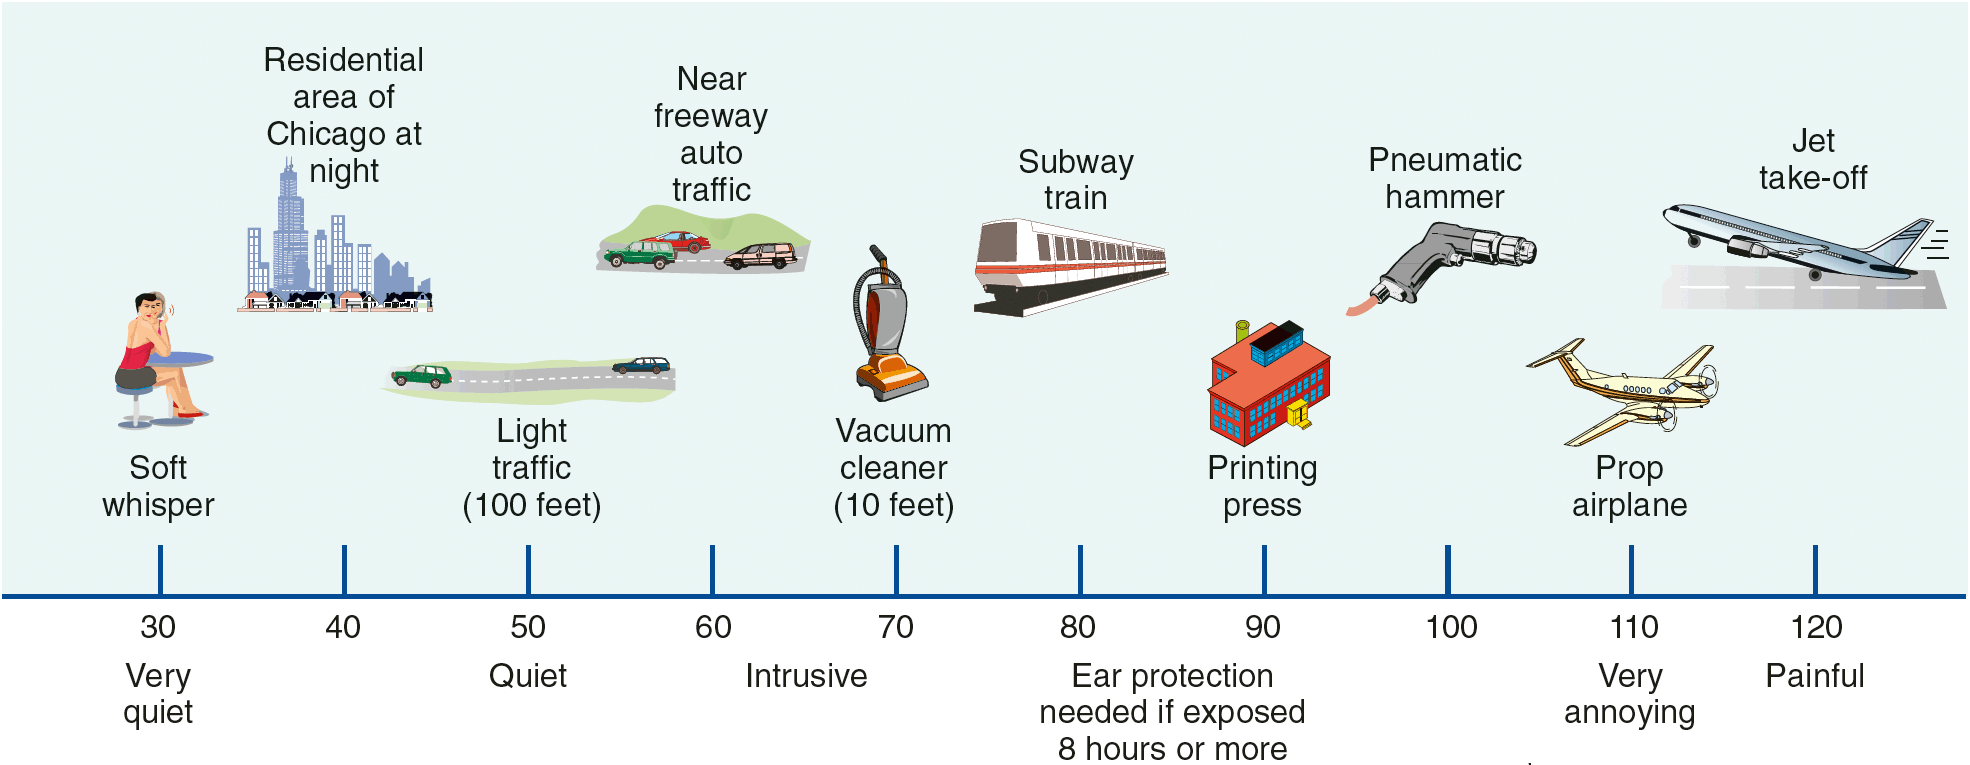 Residential
area of
Chicago at
night
Near
freeway
auto
traffic
Subway
train
Pneumatic
hammer
Jet
take-off
Soft
whisper
Light
traffic
(100 feet)
Vacuum
cleaner
(10 feet)
Printing
press
Prop
airplane
30 40 50 60 70 80 90 100 110 120
Very
quiet
Quiet
Intrusive
Ear protection
needed if exposed
8 hours or more
Very
annoying
Painful